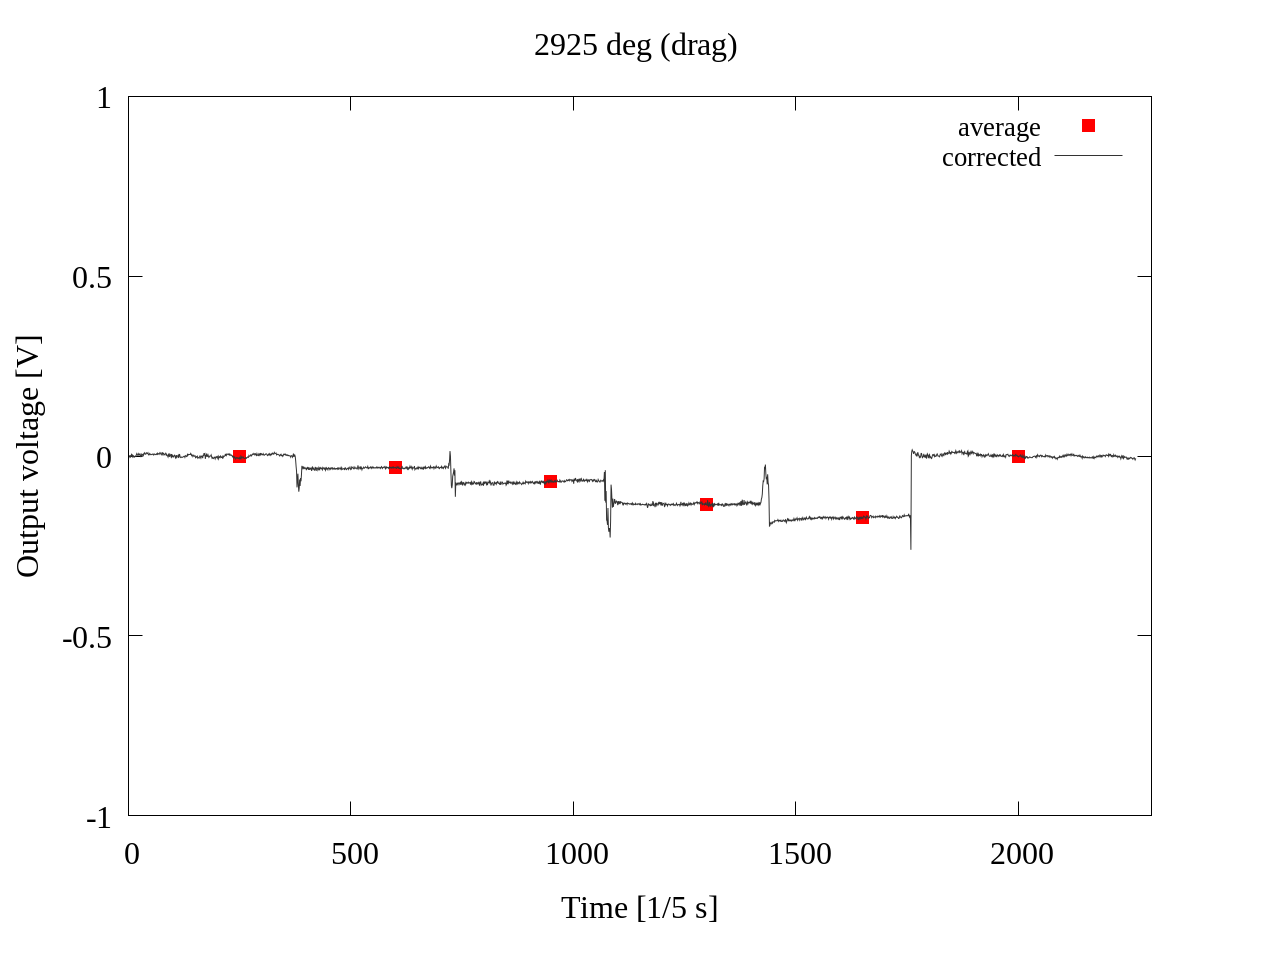 2925 deg (drag)
average
corrected
1
0.5
0
-0.5
-1
Output voltage [V]
0 500 1000 1500 2000
Time [1/5 s]